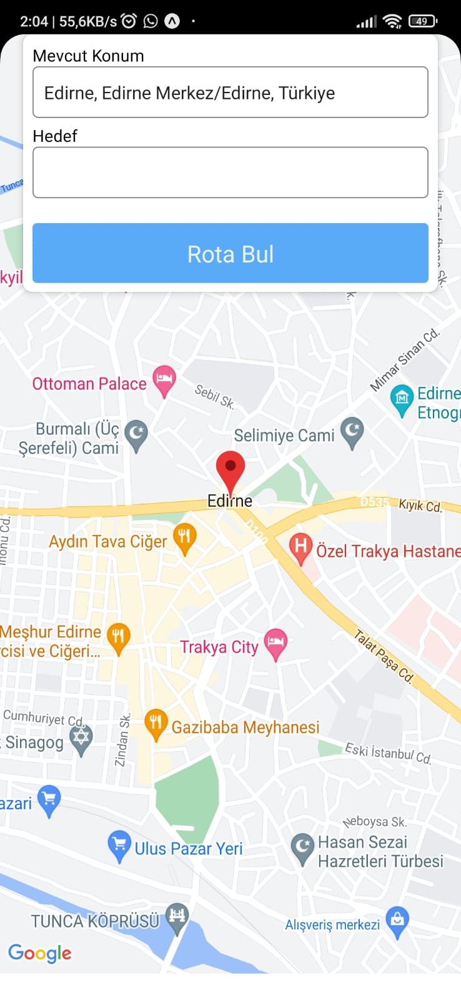 2:04 | 55,6KB/s
49
Mevcut Konum
Edirne, Edirne Merkez/Edirne, Türkiye
Hedef
Tunca
Rota Bul
kyil
k.
Mimar Sinan Cd.
Ottoman Palace
Sebil Sk.
Edirne
Etnogr
Burmalı (Üç
Şerefeli) Cami
Selimiye Cami
Edirne
D535
Kıyık Cd.
D100
Aydın Tava Ciğer
H
Özel Trakya Hastane
Meşhur Edirne
cisi ve Ciğeri...
Trakya City
Talat Paşa Cd.
Cumhuriyet Cd.
Zindan Sk.
Sinagog
Gazibaba Meyhanesi
Eski İstanbul Cd.
azari
Neboysa Sk.
Ulus Pazar Yeri
Hasan Sezai
Hazretleri Türbesi
TUNCA KÖPRÜSÜ
Alışveriş merkezi
Google